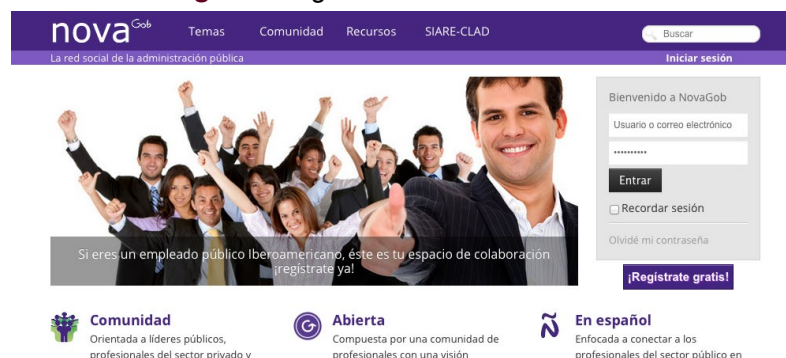 novaGob
Temas Comunidad Recursos SIARE-CLAD
Buscar
La red social de la administración pública
Iniciar sesión
Si eres un empleado público Iberoamericano, éste es tu espacio de colaboración
¡regístrate ya!
Bienvenido a NovaGob
Usuario o correo electrónico
••••••••••
Entrar
Recordar sesión
Olvidé mi contraseña
¡Regístrate gratis!
Comunidad
Orientada a líderes públicos,
profesionales del sector privado y
Abierta
Compuesta por una comunidad de
profesionales con una visión
Ñ
En español
Enfocada a conectar a los
profesionales del sector público en